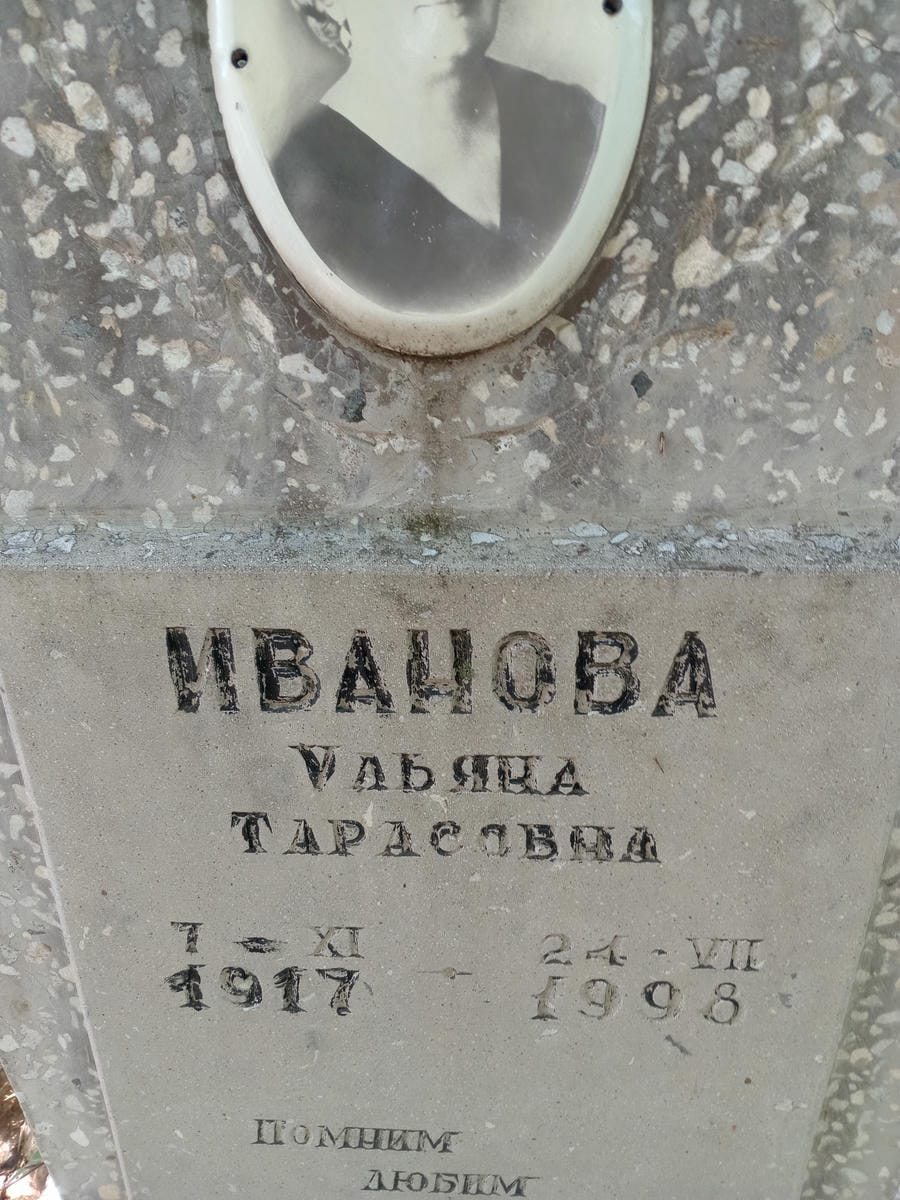 ИВАНОВА
УЛЬЯНА
ТАРАСОВНА
7 - XI 24 - VII
1917 - 1998
ПОМНИМ
ЛЮБИМ